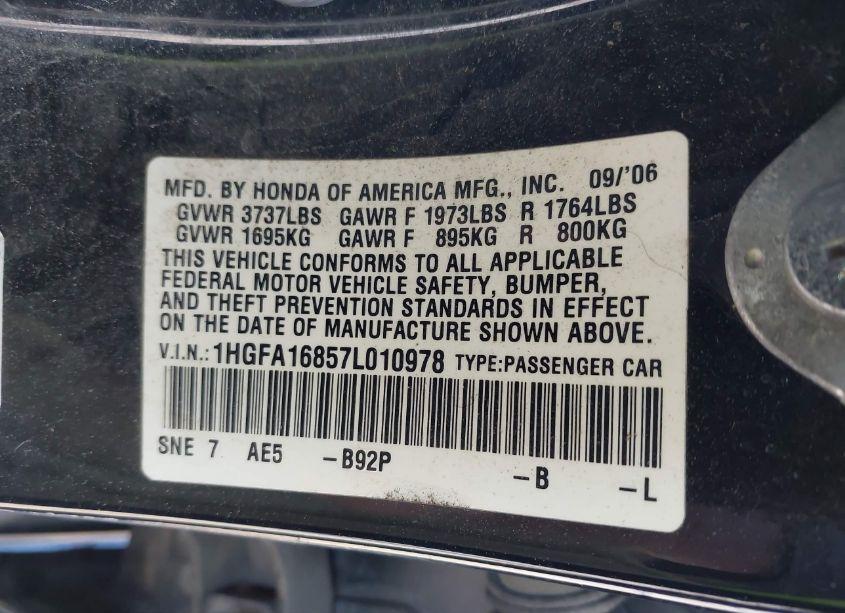 MFD. BY HONDA OF AMERICA MFG., INC. 09/'06
GVWR 3737LBS GAWR F 1973LBS R 1764LBS
GVWR 1695KG GAWR F 895KG R 800KG
THIS VEHICLE CONFORMS TO ALL APPLICABLE
FEDERAL MOTOR VEHICLE SAFETY, BUMPER,
AND THEFT PREVENTION STANDARDS IN EFFECT
ON THE DATE OF MANUFACTURE SHOWN ABOVE.
V.I.N.: 1HGFA16857L010978 TYPE:PASSENGER CAR
SNE 7 AE5 -B92P -B -L